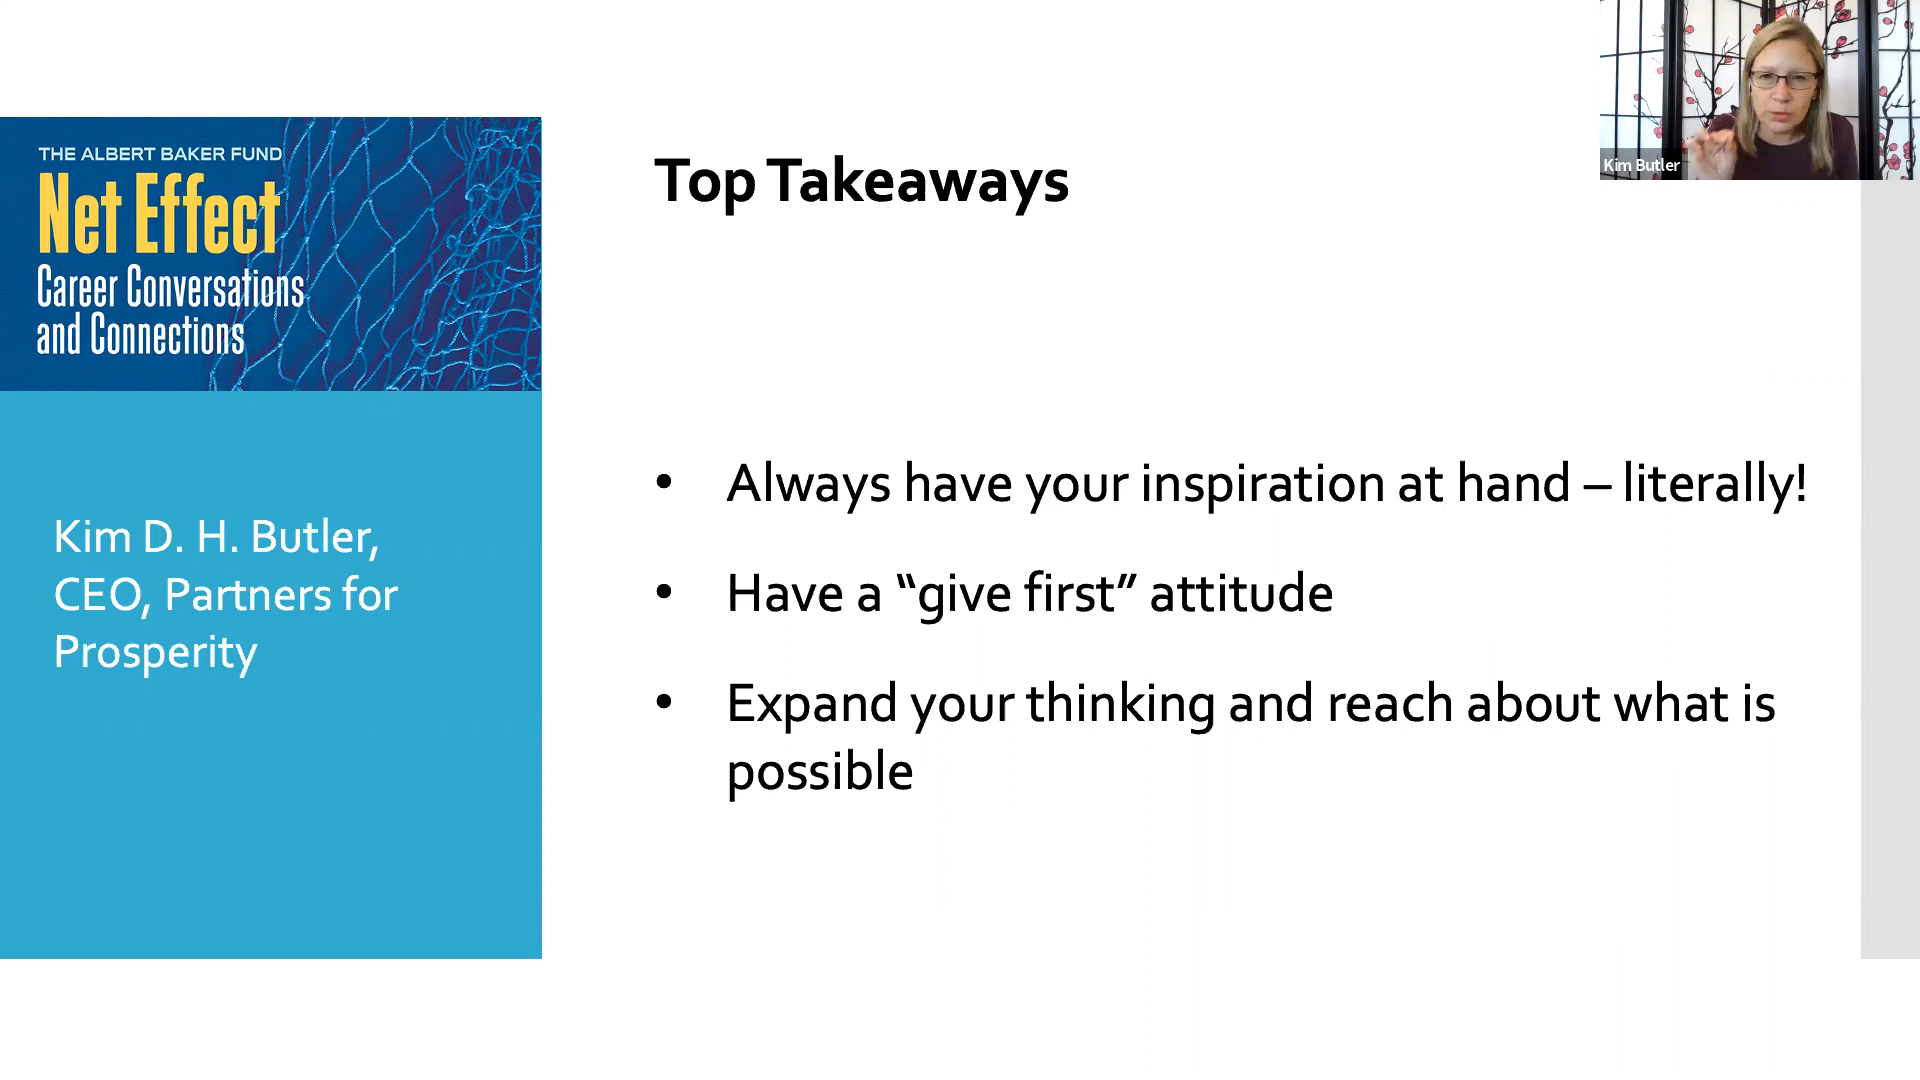 THE ALBERT BAKER FUND
Net Effect
Career Conversations
and Connections
Kim D. H. Butler,
CEO, Partners for
Prosperity
Top Takeaways
• Always have your inspiration at hand – literally!
• Have a “give first” attitude
• Expand your thinking and reach about what is
possible
Kim Butler